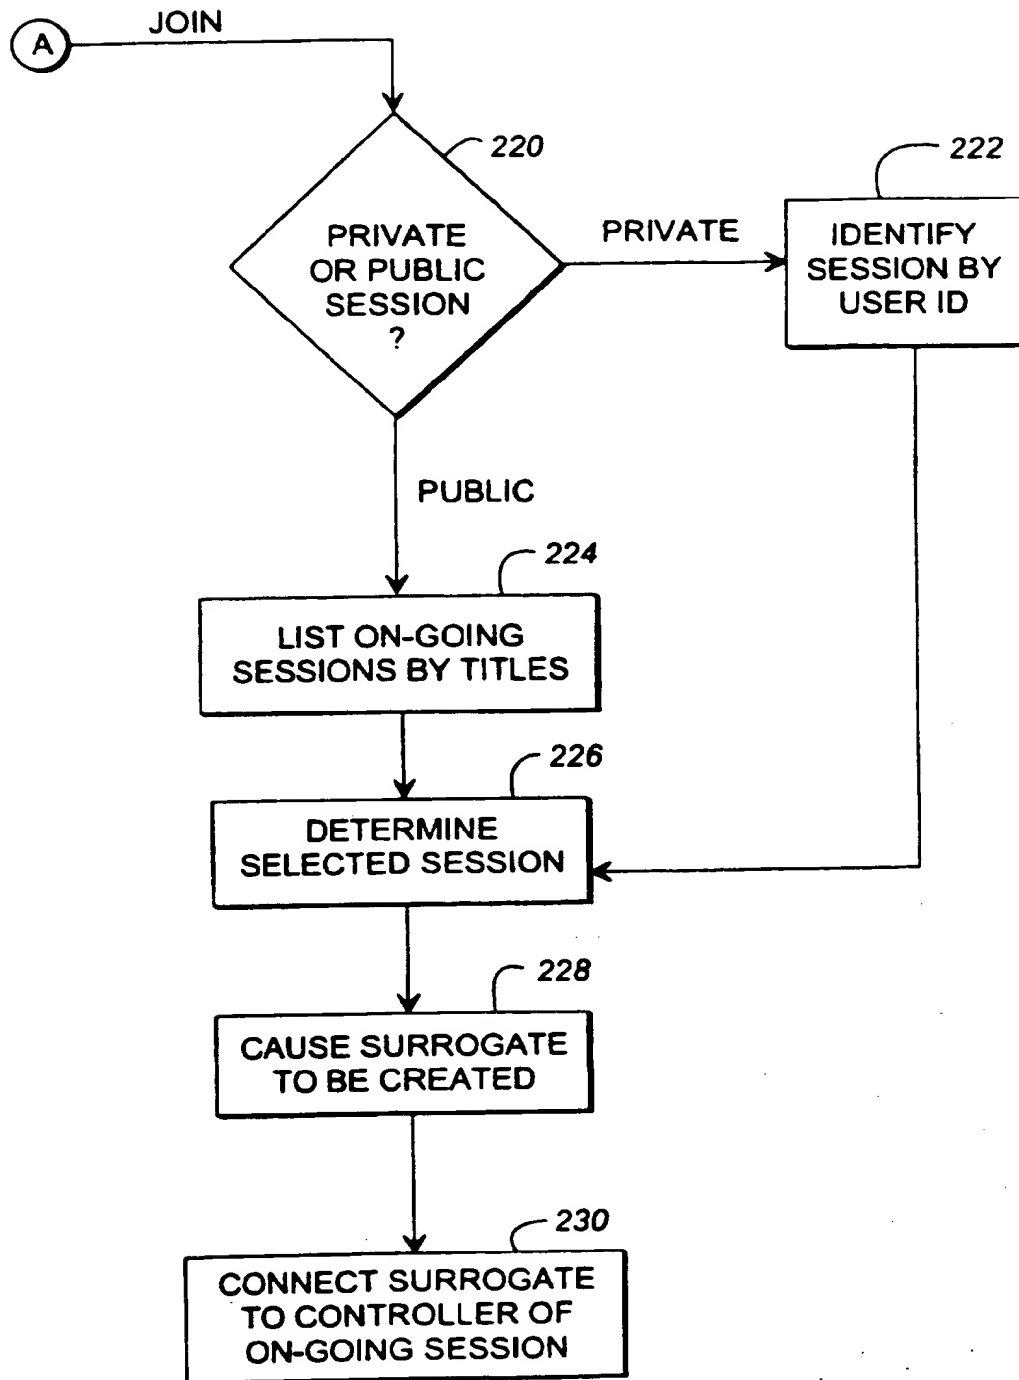 JOIN
A
220
222
PRIVATE
OR PUBLIC
SESSION
?
PRIVATE
IDENTIFY
SESSION BY
USER ID
PUBLIC
224
LIST ON-GOING
SESSIONS BY TITLES
226
DETERMINE
SELECTED SESSION
228
CAUSE SURROGATE
TO BE CREATED
230
CONNECT SURROGATE
TO CONTROLLER OF
ON-GOING SESSION